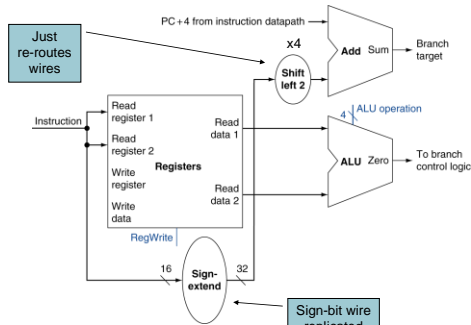 Just
re-routes
wires
PC+4 from instruction datapath
x4
Add Sum
Branch
target
Shift
left 2
Instruction
Read
register 1
Read
register 2
Write
register
Write
data
Registers
Read
data 1
Read
data 2
RegWrite
4
ALU operation
ALU Zero
To branch
control logic
16
Sign-
extend
32
Sign-bit wire
replicated